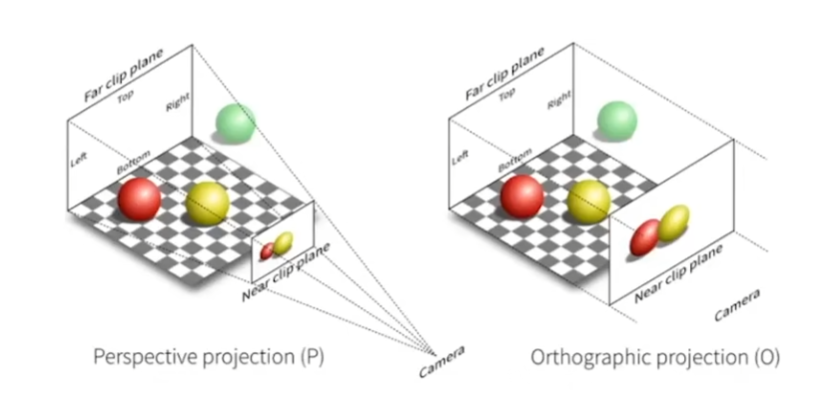 Far clip plane
Top
Right
Left
Bottom
Near clip plane
Camera
Perspective projection (P)
Far clip plane
Top
Right
Left
Bottom
Near clip plane
Camera
Orthographic projection (O)